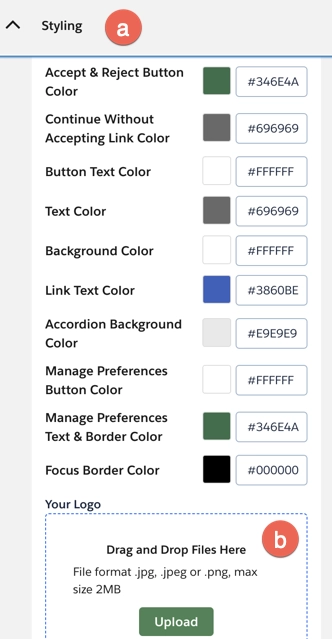 Styling
a
Accept & Reject Button
Color
#346E4A
Continue Without
Accepting Link Color
#696969
Button Text Color
#FFFFFF
Text Color
#696969
Background Color
#FFFFFF
Link Text Color
#3860BE
Accordion Background
Color
#E9E9E9
Manage Preferences
Button Color
#FFFFFF
Manage Preferences
Text & Border Color
#346E4A
Focus Border Color
#000000
Your Logo
b
Drag and Drop Files Here
File format .jpg, .jpeg or .png, max
size 2MB
Upload